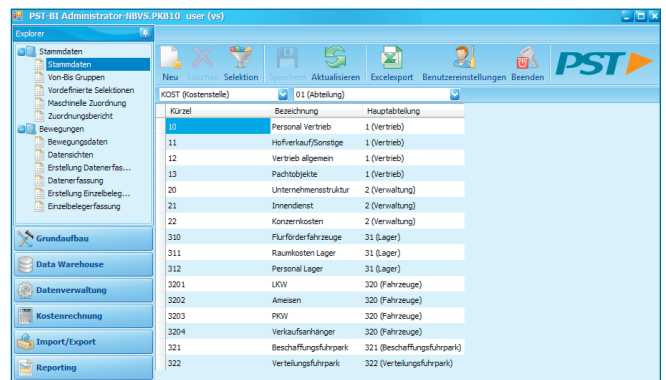 PST-BI Administrator-NBVS.PKB10 user (vs)
Explorer
Stammdaten
Stammdaten
Von-Bis Gruppen
Vordefinierte Selektionen
Maschinelle Zuordnung
Zuordnungsbericht
Bewegungen
Bewegungsdaten
Datensichten
Erstellung Datenerfas...
Datenerfassung
Erstellung Einzelbeleg...
Einzelbelegerfassung
Grundaufbau
Data Warehouse
Datenverwaltung
Kostenrechnung
Import/Export
Reporting
Neu Löschen Selektion Speichern Aktualisieren Excelexport Benutzereinstellungen Beenden
PST
KOST (Kostenstelle) 01 (Abteilung)
Kürzel Bezeichnung Hauptabteilung
10 Personal Vertrieb 1 (Vertrieb)
11 Hofverkauf/Sonstige 1 (Vertrieb)
12 Vertrieb allgemein 1 (Vertrieb)
13 Pachtobjekte 1 (Vertrieb)
20 Unternehmensstruktur 2 (Verwaltung)
21 Innendienst 2 (Verwaltung)
22 Konzernkosten 2 (Verwaltung)
310 Flurförderfahrzeuge 31 (Lager)
311 Raumkosten Lager 31 (Lager)
312 Personal Lager 31 (Lager)
3201 LKW 320 (Fahrzeuge)
3202 Ameisen 320 (Fahrzeuge)
3203 PKW 320 (Fahrzeuge)
3204 Verkaufsanhänger 320 (Fahrzeuge)
321 Beschaffungsfuhrpark 321 (Beschaffungsfuhrpark)
322 Verteilungsfuhrpark 322 (Verteilungsfuhrpark)